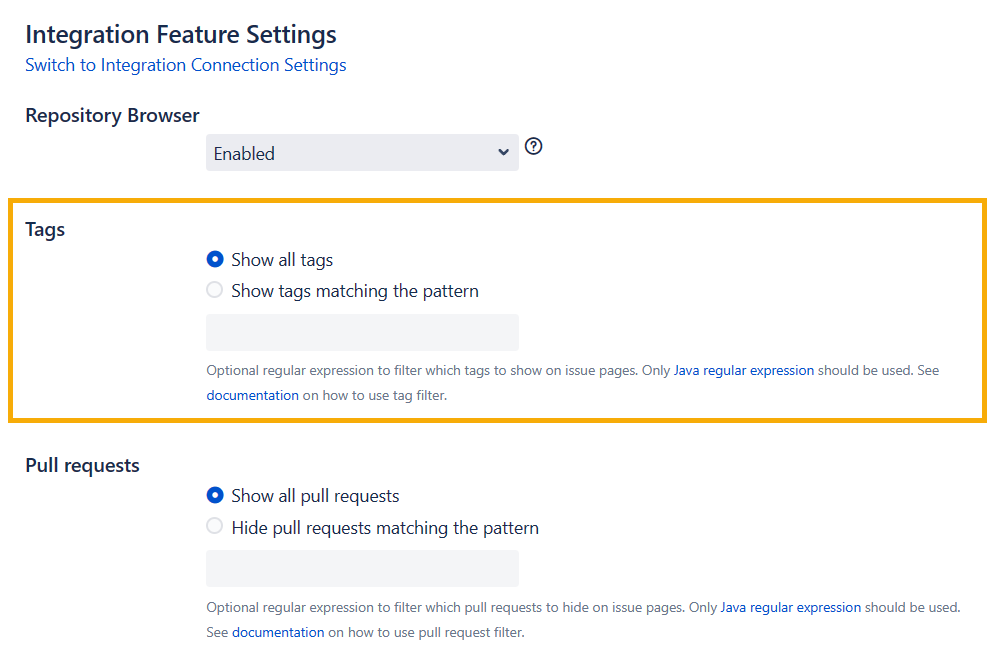 Integration Feature Settings
Switch to Integration Connection Settings
Repository Browser
Enabled
Tags
Show all tags
Show tags matching the pattern
Optional regular expression to filter which tags to show on issue pages. Only Java regular expression should be used. See
documentation on how to use tag filter.
Pull requests
Show all pull requests
Hide pull requests matching the pattern
Optional regular expression to filter which pull requests to hide on issue pages. Only Java regular expression should be used.
See documentation on how to use pull request filter.